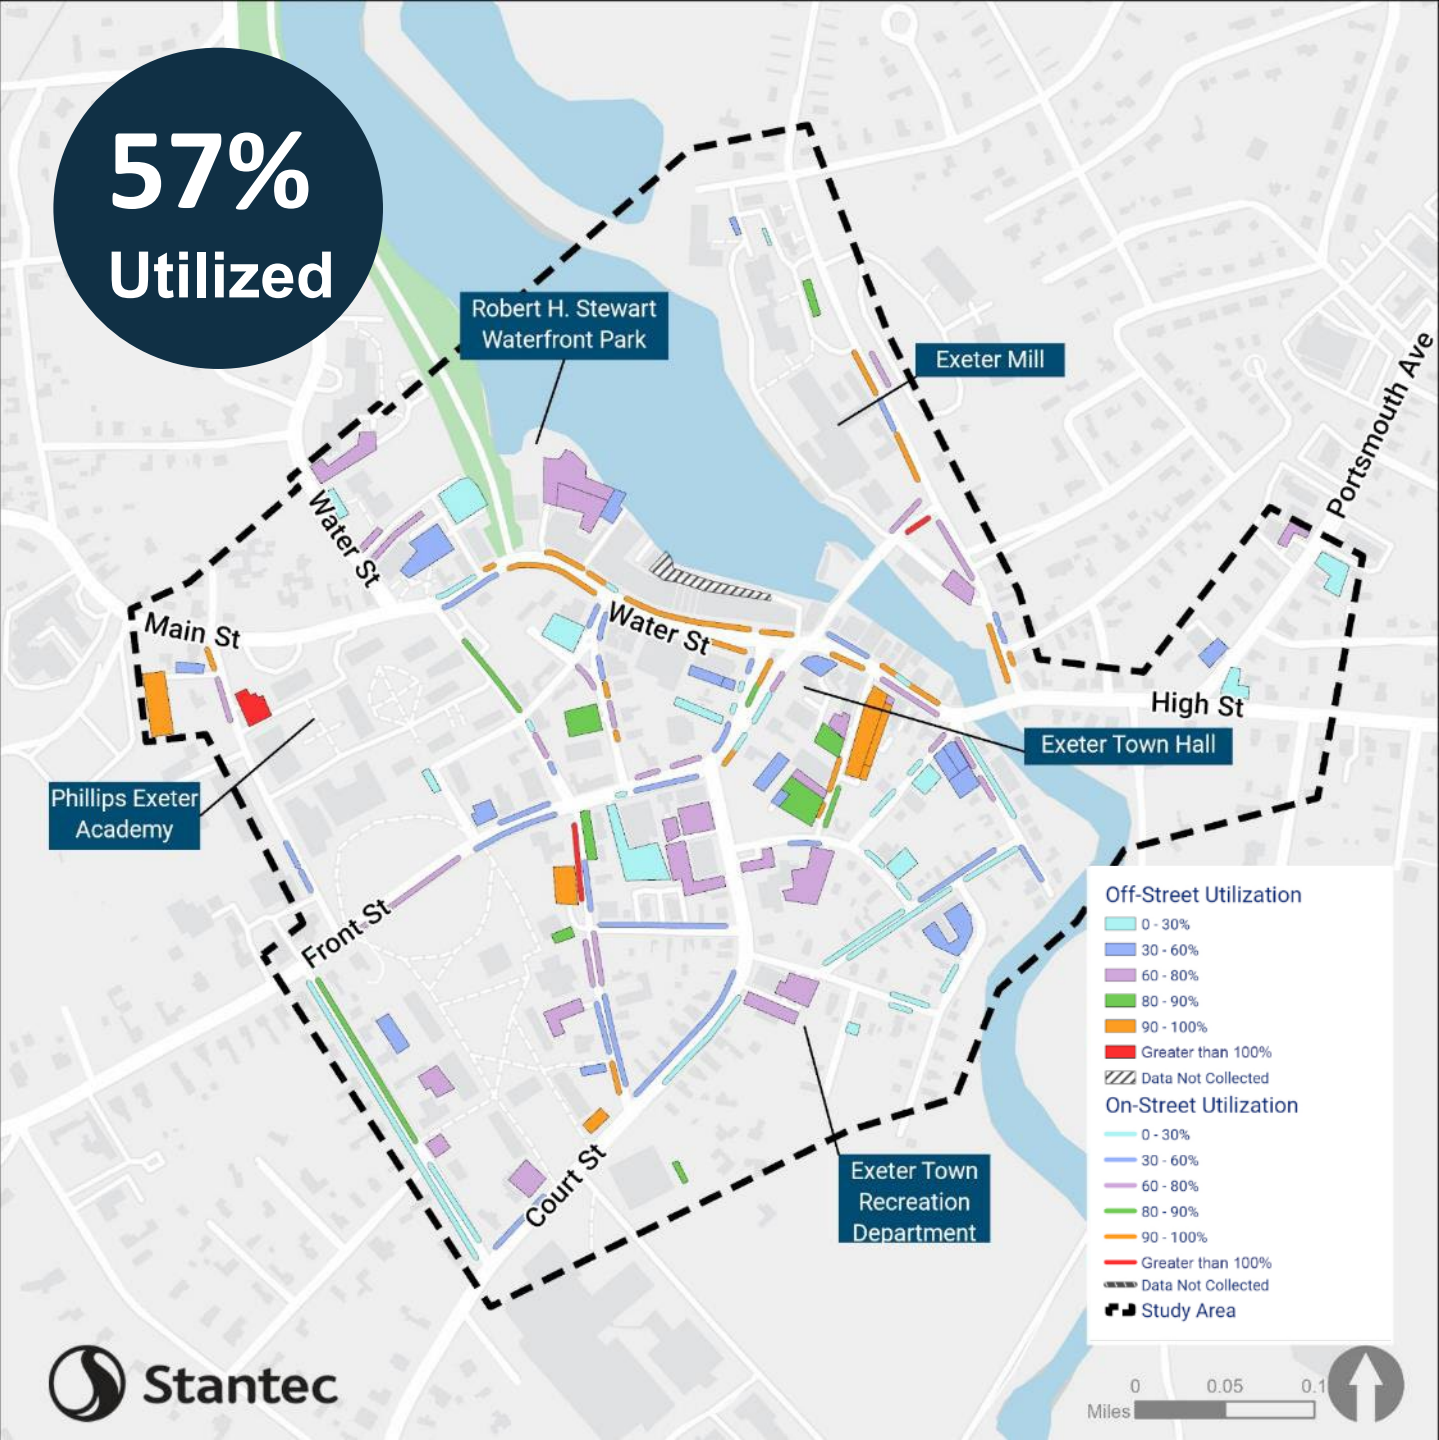 57%
Utilized
Robert H. Stewart
Waterfront Park
Exeter Mill
Portsmouth Ave
Water St
Main St
Water St
High St
Exeter Town Hall
Phillips Exeter
Academy
Front St
Court St
Exeter Town
Recreation
Department
Off-Street Utilization
0 - 30%
30 - 60%
60 - 80%
80 - 90%
90 - 100%
Greater than 100%
Data Not Collected
On-Street Utilization
0 - 30%
30 - 60%
60 - 80%
80 - 90%
90 - 100%
Greater than 100%
Data Not Collected
Study Area
Stantec
0 0.05 0.1
Miles